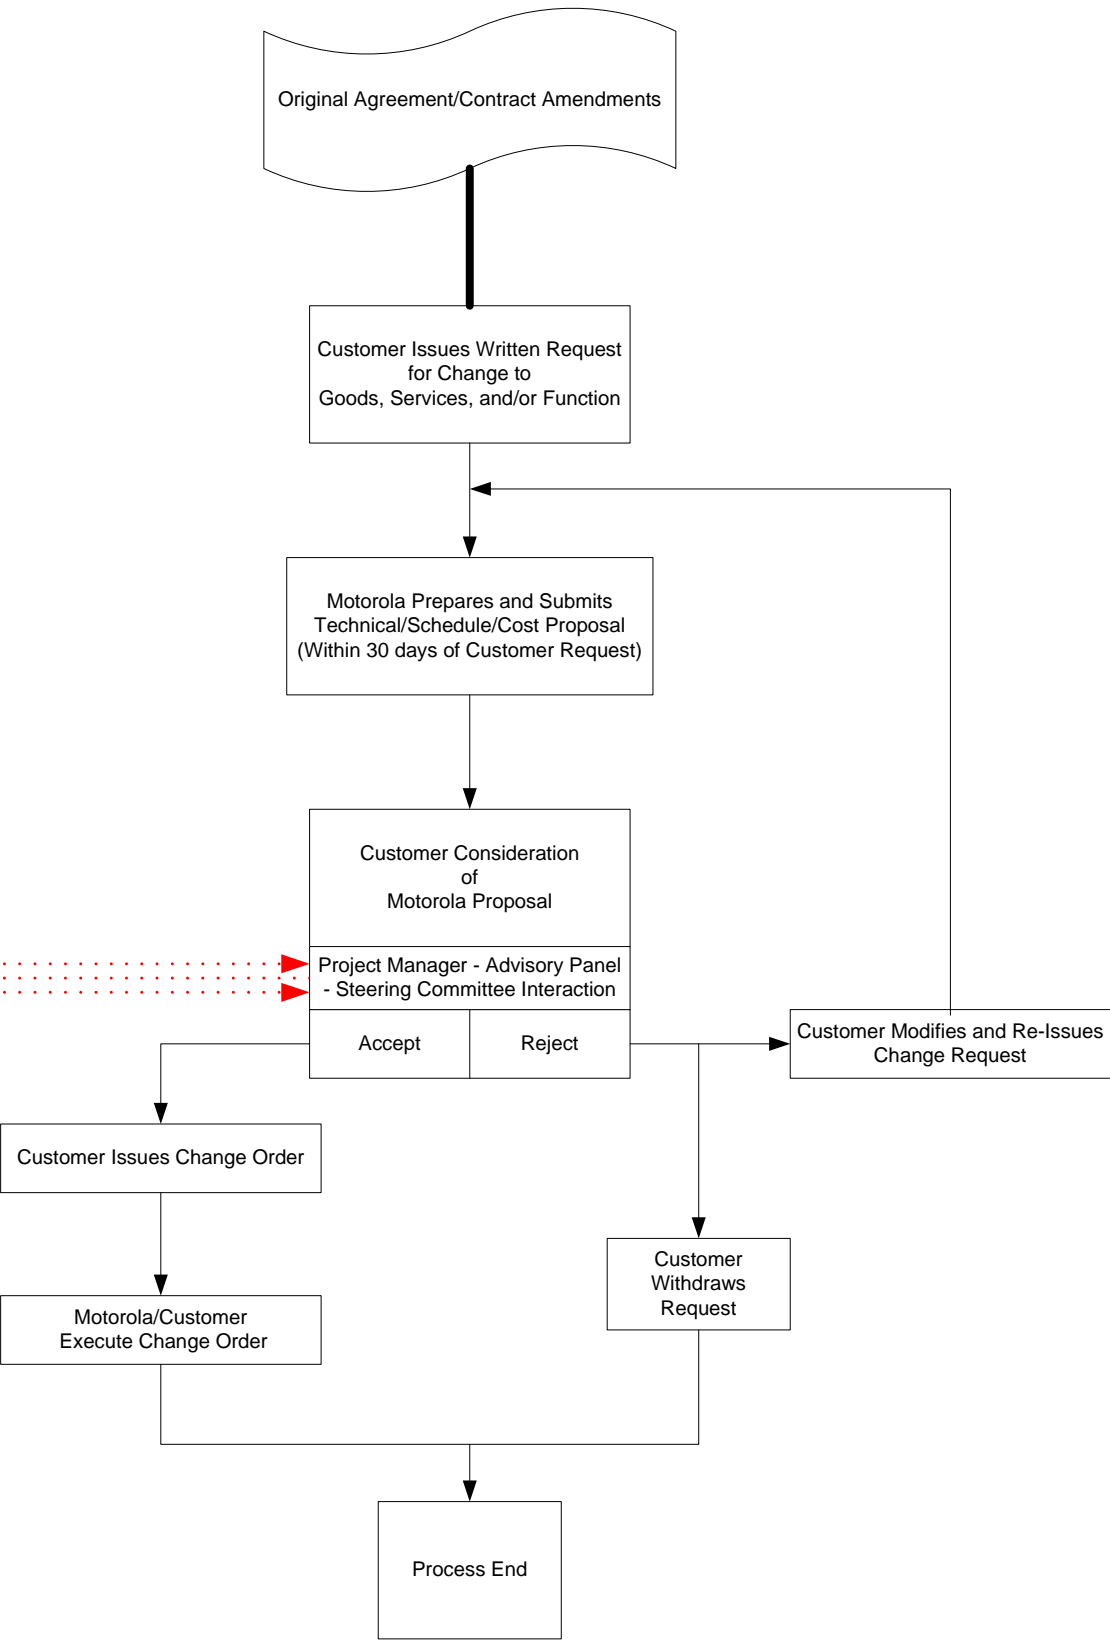 Original Agreement/Contract Amendments
Customer Issues Written Request
for Change to
Goods, Services, and/or Function
Motorola Prepares and Submits
Technical/Schedule/Cost Proposal
(Within 30 days of Customer Request)
Customer Consideration
of
Motorola Proposal
Project Manager - Advisory Panel
- Steering Committee Interaction
Accept
Reject
Customer Modifies and Re-Issues
Change Request
Customer Issues Change Order
Customer
Withdraws
Request
Motorola/Customer
Execute Change Order
Process End